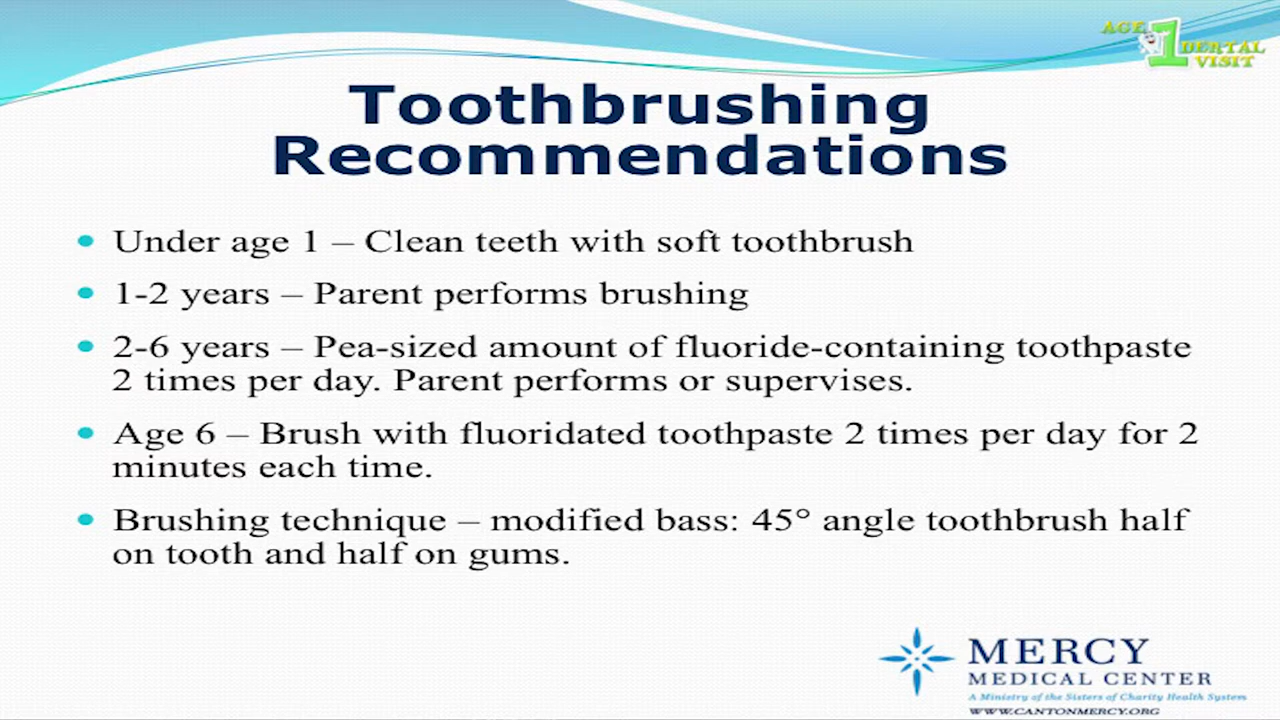 AGE 1 DENTAL VISIT
Toothbrushing
Recommendations
• Under age 1 – Clean teeth with soft toothbrush
• 1-2 years – Parent performs brushing
• 2-6 years – Pea-sized amount of fluoride-containing toothpaste
2 times per day. Parent performs or supervises.
• Age 6 – Brush with fluoridated toothpaste 2 times per day for 2
minutes each time.
• Brushing technique – modified bass: 45° angle toothbrush half
on tooth and half on gums.
MERCY
MEDICAL CENTER
A Ministry of the Sisters of Charity Health System
WWW.CANTONMERCY.ORG